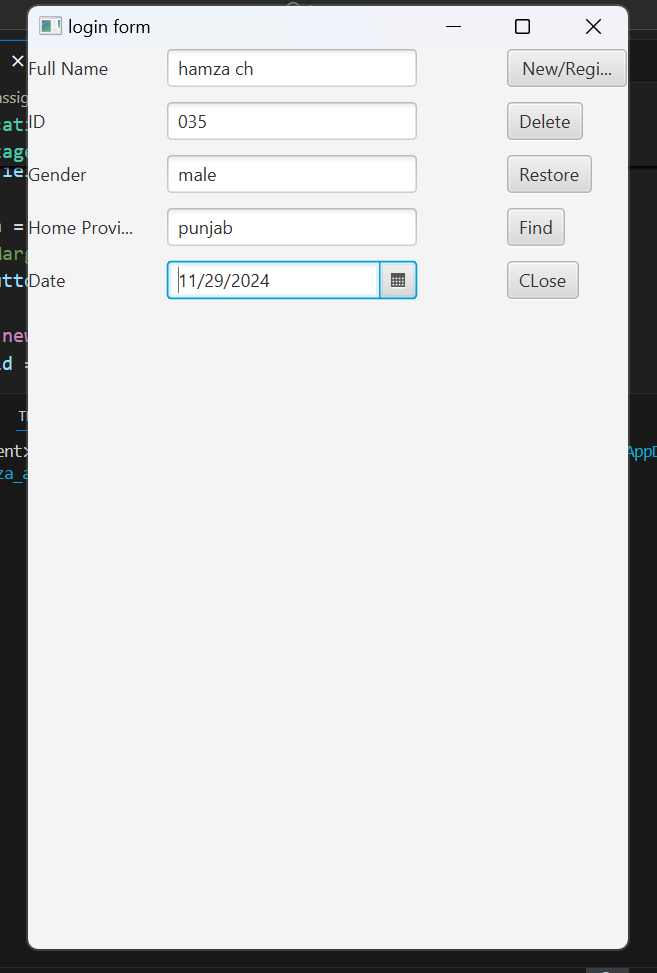 login form
Full Name hamza ch New/Regi...
ID 035 Delete
Gender male Restore
Home Provi... punjab Find
Date 11/29/2024 CLose